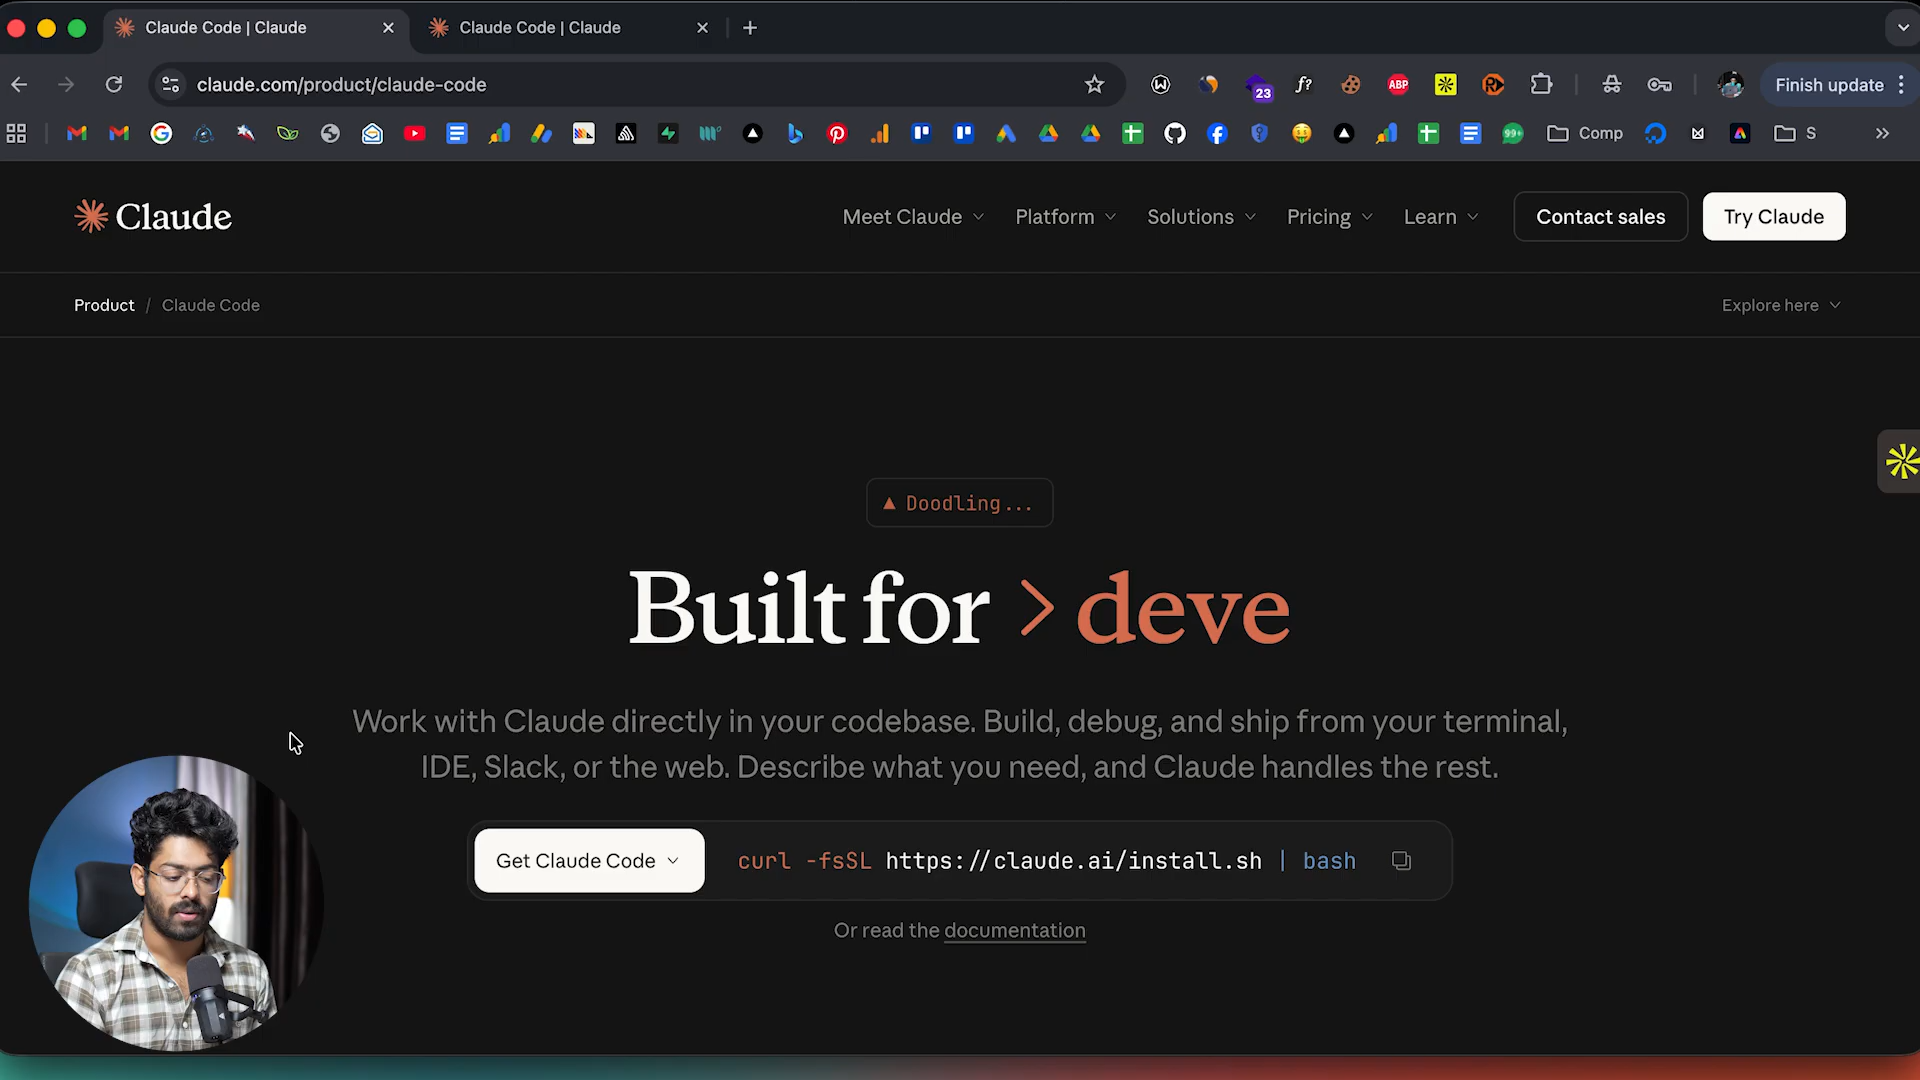 Claude Code | Claude
Claude Code | Claude
claude.com/product/claude-code
23
f?
ABP
Finish update
99+
Comp
S
Claude
Meet Claude
Platform
Solutions
Pricing
Learn
Contact sales
Try Claude
Product / Claude Code
Explore here
Doodling...
Built for > deve
Work with Claude directly in your codebase. Build, debug, and ship from your terminal,
IDE, Slack, or the web. Describe what you need, and Claude handles the rest.
Get Claude Code
curl -fsSL https://claude.ai/install.sh | bash
Or read the documentation